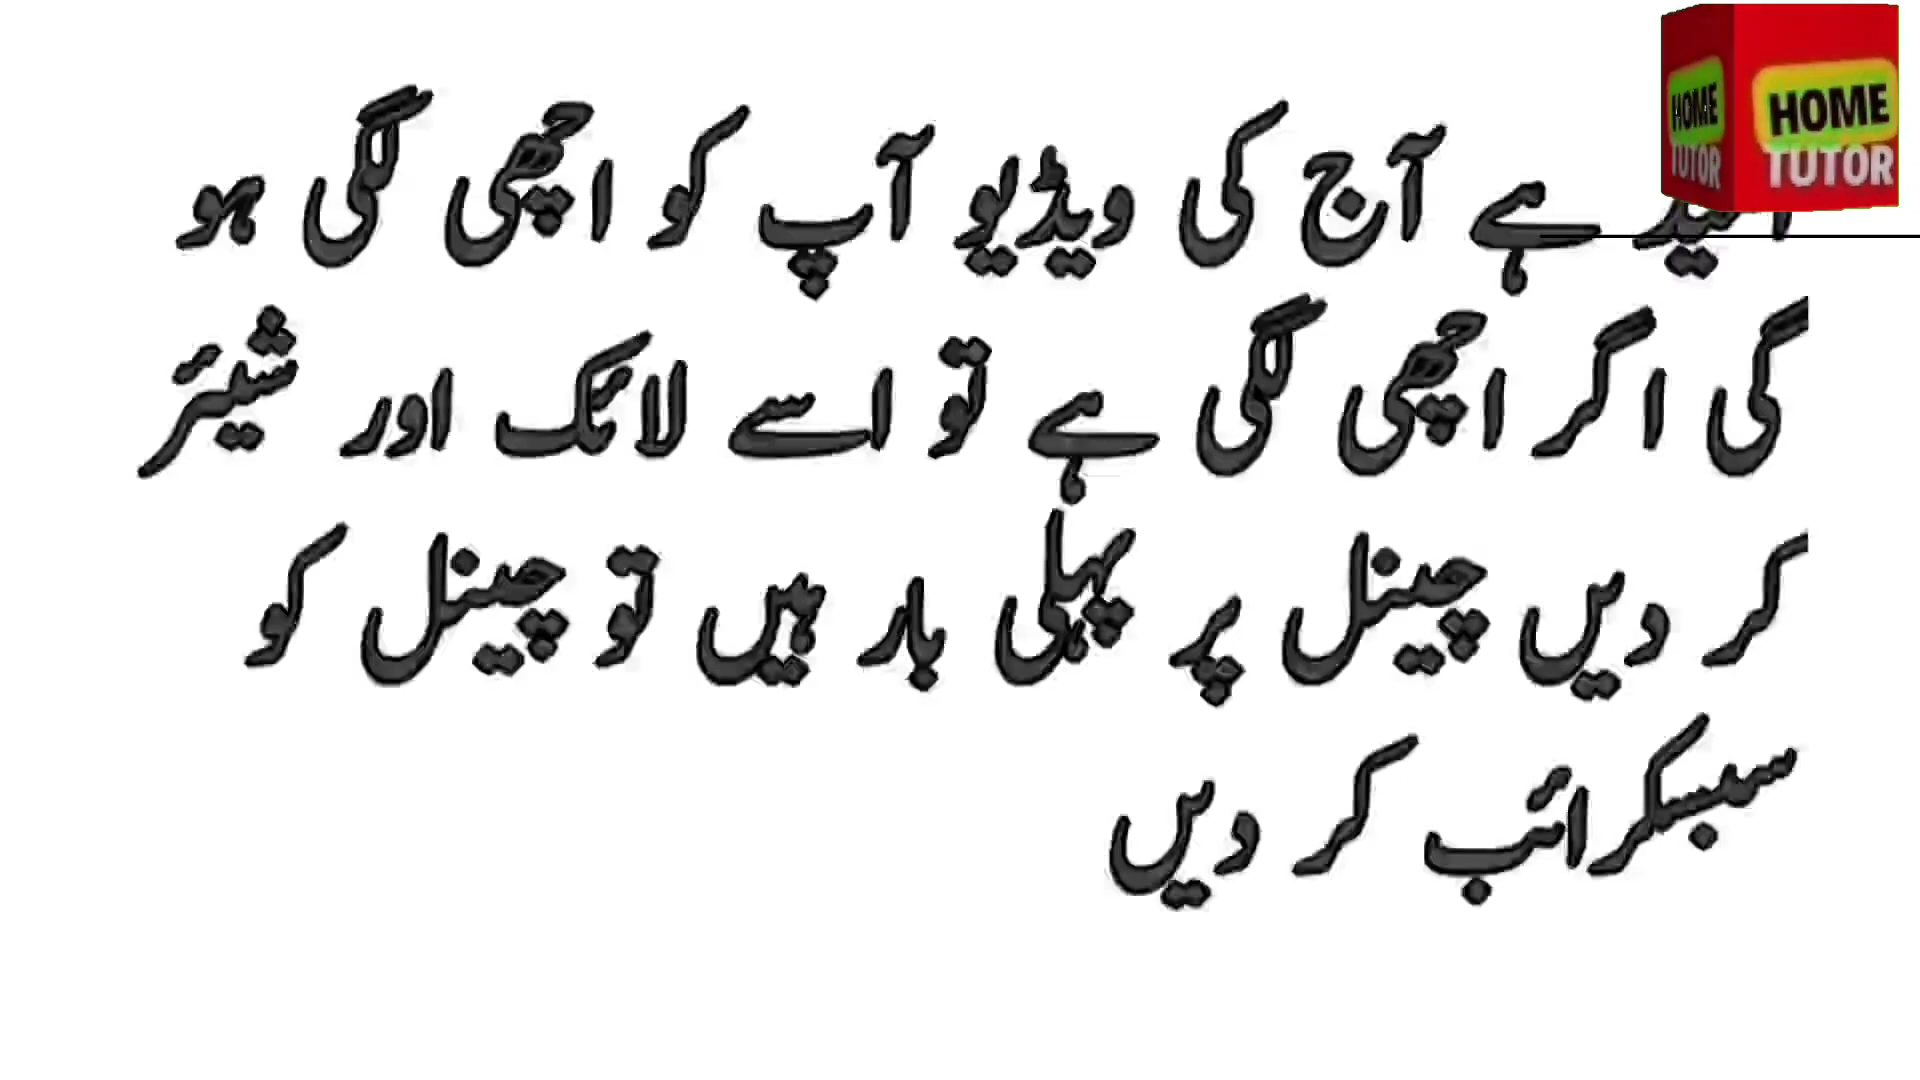 HOME
TUTOR
HOME
TUTOR
ہے آج کی ویڈیو آپ کو اچھی لگی ہو
گی اگر اچھی لگی ہے تو اسے لائک اور شیئر
کر دیں چینل پر پہلی بار ہیں تو چینل کو
سبسکرائب کر دیں